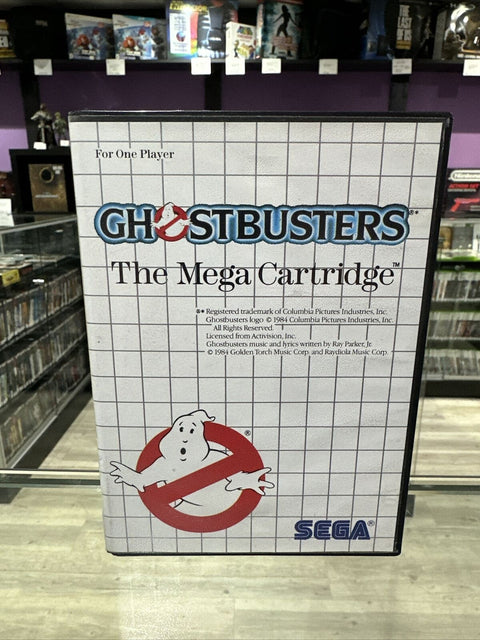 For One Player
GHOSTBUSTERS®*
The Mega Cartridge™
®* Registered trademark of Columbia Pictures Industries, Inc.
Ghostbusters logo © 1984 Columbia Pictures Industries, Inc.
All Rights Reserved.
Licensed from Activision, Inc.
Ghostbusters music and lyrics written by Ray Parker, Jr.
© 1984 Golden Torch Music Corp. and Raydiola Music Corp.
®
SEGA®